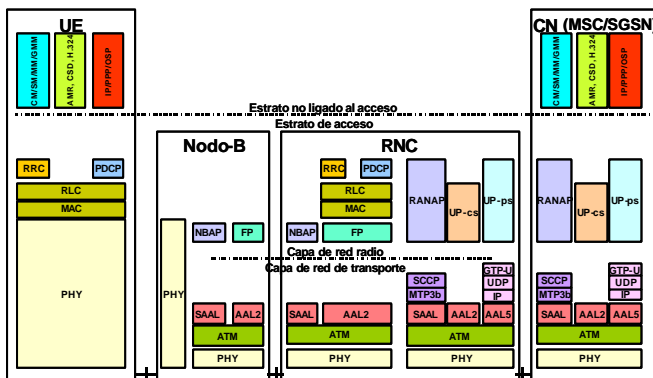 UE
CN (MSC/SGSN)
CM/SM/MM/GMM
AMR, CSD, H.324
IP/PPP/OSP
CM/SM/MM/GMM
AMR, CSD, H.324
IP/PPP/OSP
Estrato no ligado al acceso
Estrato de acceso
Nodo-B
RNC
RRC
PDCP
RLC
MAC
PHY
PHY
NBAP
FP
SAAL
AAL2
ATM
PHY
RRC
PDCP
RLC
MAC
NBAP
FP
RANAP
UP-cs
UP-ps
Capa de red radio
Capa de red de transporte
SAAL
AAL2
ATM
PHY
SCCP
MTP3b
GTP-U
UDP
IP
SAAL
AAL2
AAL5
ATM
PHY
RANAP
UP-cs
UP-ps
SCCP
MTP3b
GTP-U
UDP
IP
SAAL
AAL2
AAL5
ATM
PHY